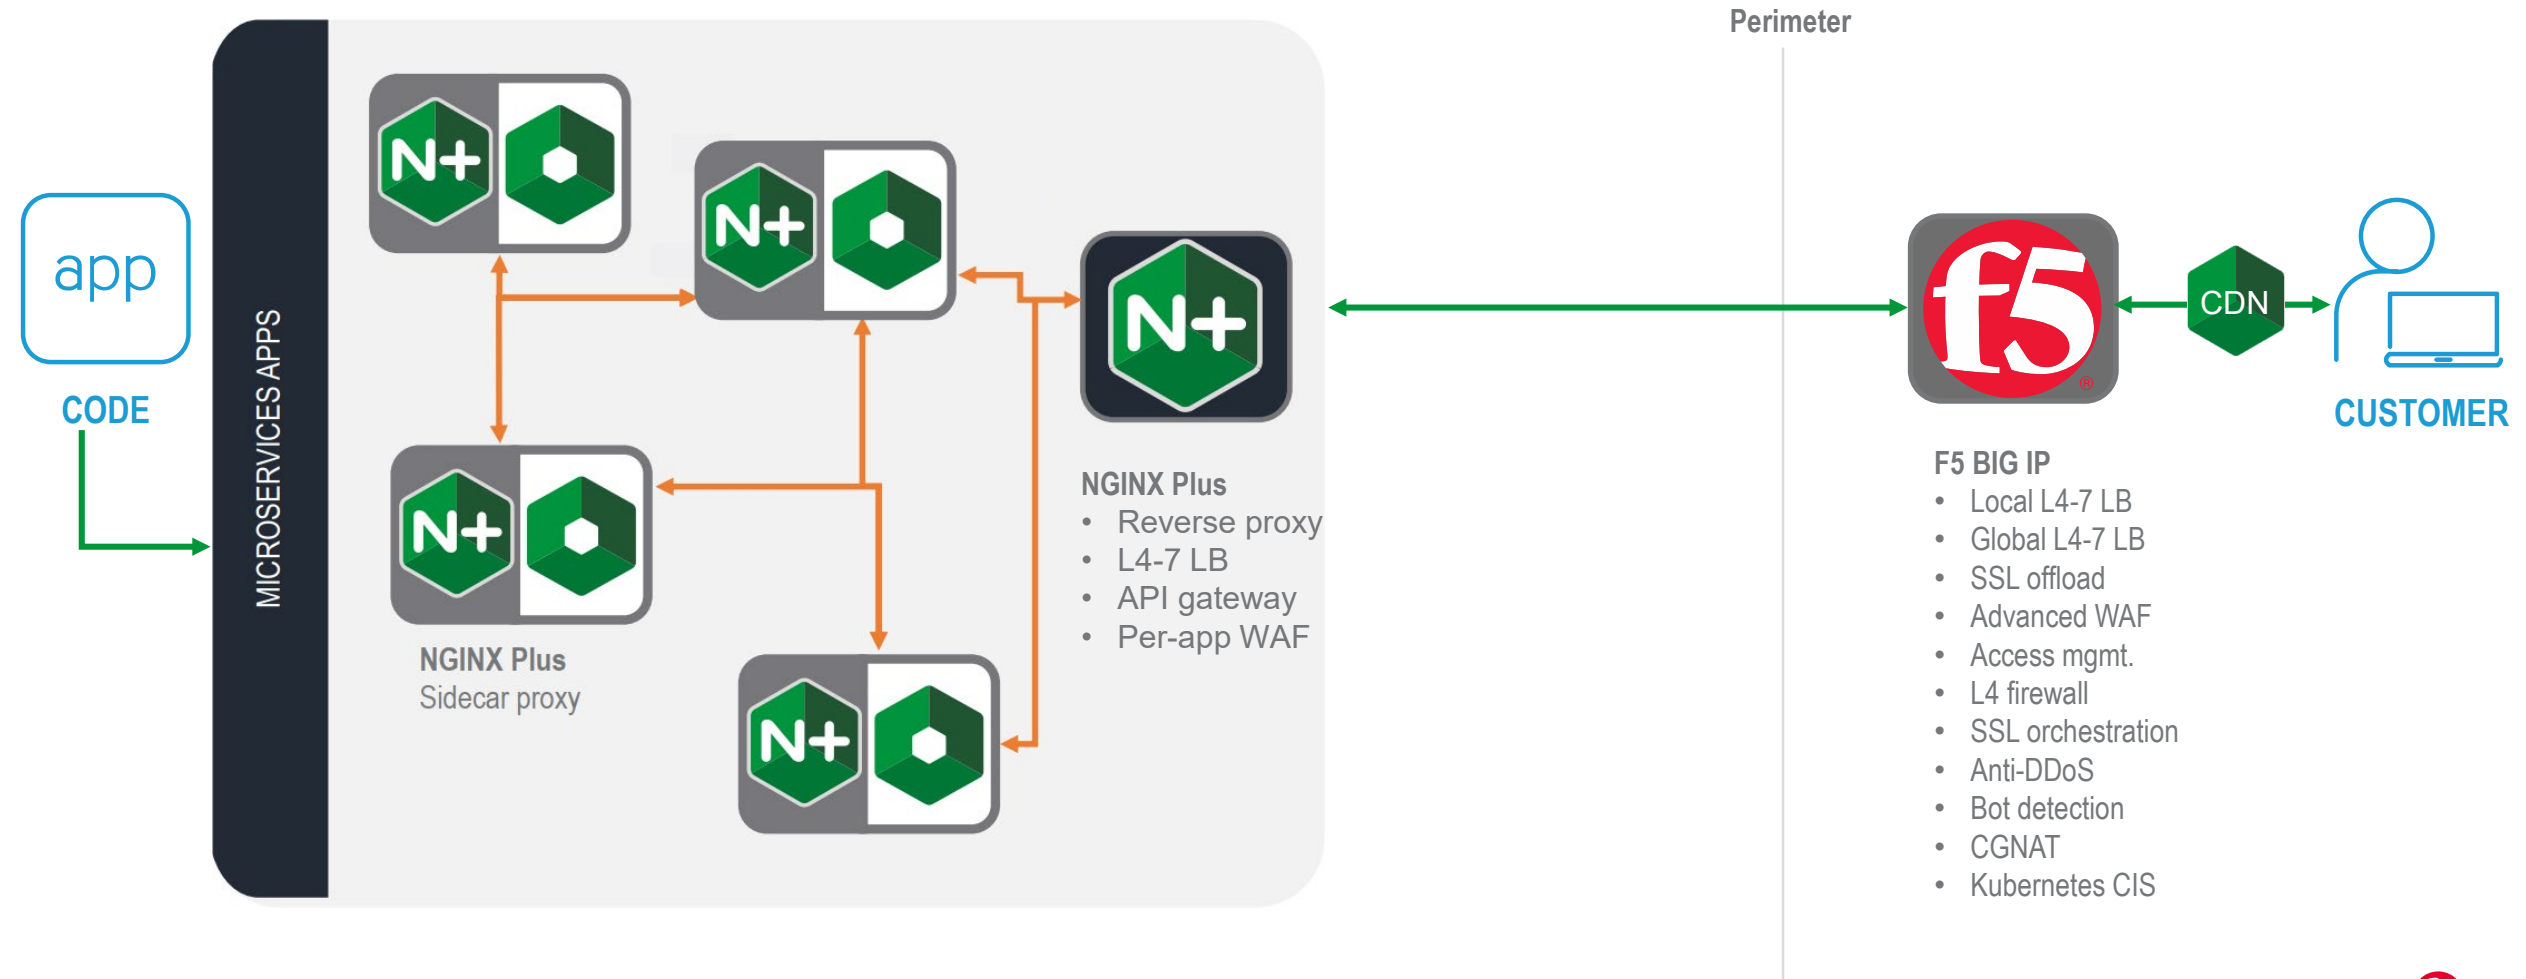 Perimeter
app
CODE
MICROSERVICES APPS
N+
N+
N+
N+
N+
NGINX Plus
Sidecar proxy
NGINX Plus
• Reverse proxy
• L4-7 LB
• API gateway
• Per-app WAF
f5
®
CDN
CUSTOMER
F5 BIG IP
• Local L4-7 LB
• Global L4-7 LB
• SSL offload
• Advanced WAF
• Access mgmt.
• L4 firewall
• SSL orchestration
• Anti-DDoS
• Bot detection
• CGNAT
• Kubernetes CIS